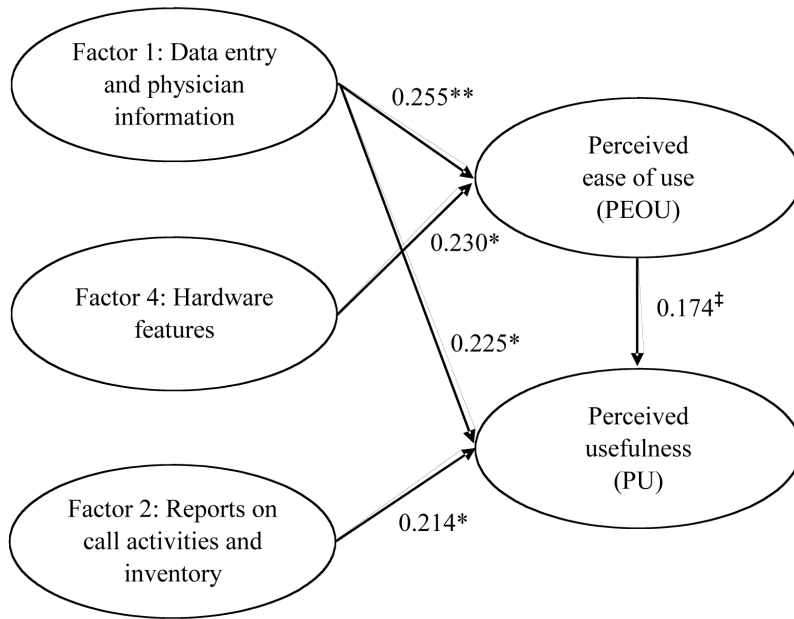 Factor 1: Data entry
and physician
information
0.255**
Perceived
ease of use
(PEOU)
0.230*
Factor 4: Hardware
features
0.174‡
0.225*
Perceived
usefulness
(PU)
Factor 2: Reports on
call activities and
inventory
0.214*